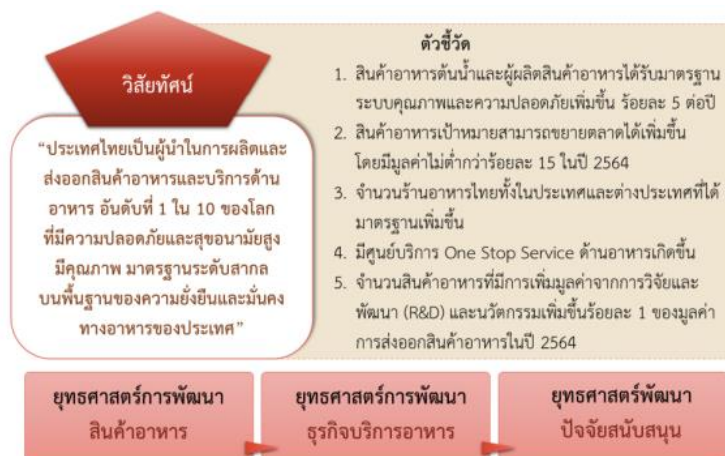 วิสัยทัศน์
“ประเทศไทยเป็นผู้นำในการผลิตและ
ส่งออกสินค้าอาหารและบริการด้าน
อาหาร อันดับที่ 1 ใน 10 ของโลก
ที่มีความปลอดภัยและสุขอนามัยสูง
มีคุณภาพ มาตรฐานระดับสากล
บนพื้นฐานของความยั่งยืนและมั่นคง
ทางอาหารของประเทศ”
ตัวชี้วัด
1. สินค้าอาหารต้นน้ำและผู้ผลิตสินค้าอาหารได้รับมาตรฐาน
ระบบคุณภาพและความปลอดภัยเพิ่มขึ้น ร้อยละ 5 ต่อปี
2. สินค้าอาหารเป้าหมายสามารถขยายตลาดได้เพิ่มขึ้น
โดยมีมูลค่าไม่ต่ำกว่าร้อยละ 15 ในปี 2564
3. จำนวนร้านอาหารไทยทั้งในประเทศและต่างประเทศที่ได้
มาตรฐานเพิ่มขึ้น
4. มีศูนย์บริการ One Stop Service ด้านอาหารเกิดขึ้น
5. จำนวนสินค้าอาหารที่มีการเพิ่มมูลค่าจากการวิจัยและ
พัฒนา (R&D) และนวัตกรรมเพิ่มขึ้นร้อยละ 1 ของมูลค่า
การส่งออกสินค้าอาหารในปี 2564
ยุทธศาสตร์การพัฒนา
สินค้าอาหาร
ยุทธศาสตร์การพัฒนา
ธุรกิจบริการอาหาร
ยุทธศาสตร์พัฒนา
ปัจจัยสนับสนุน